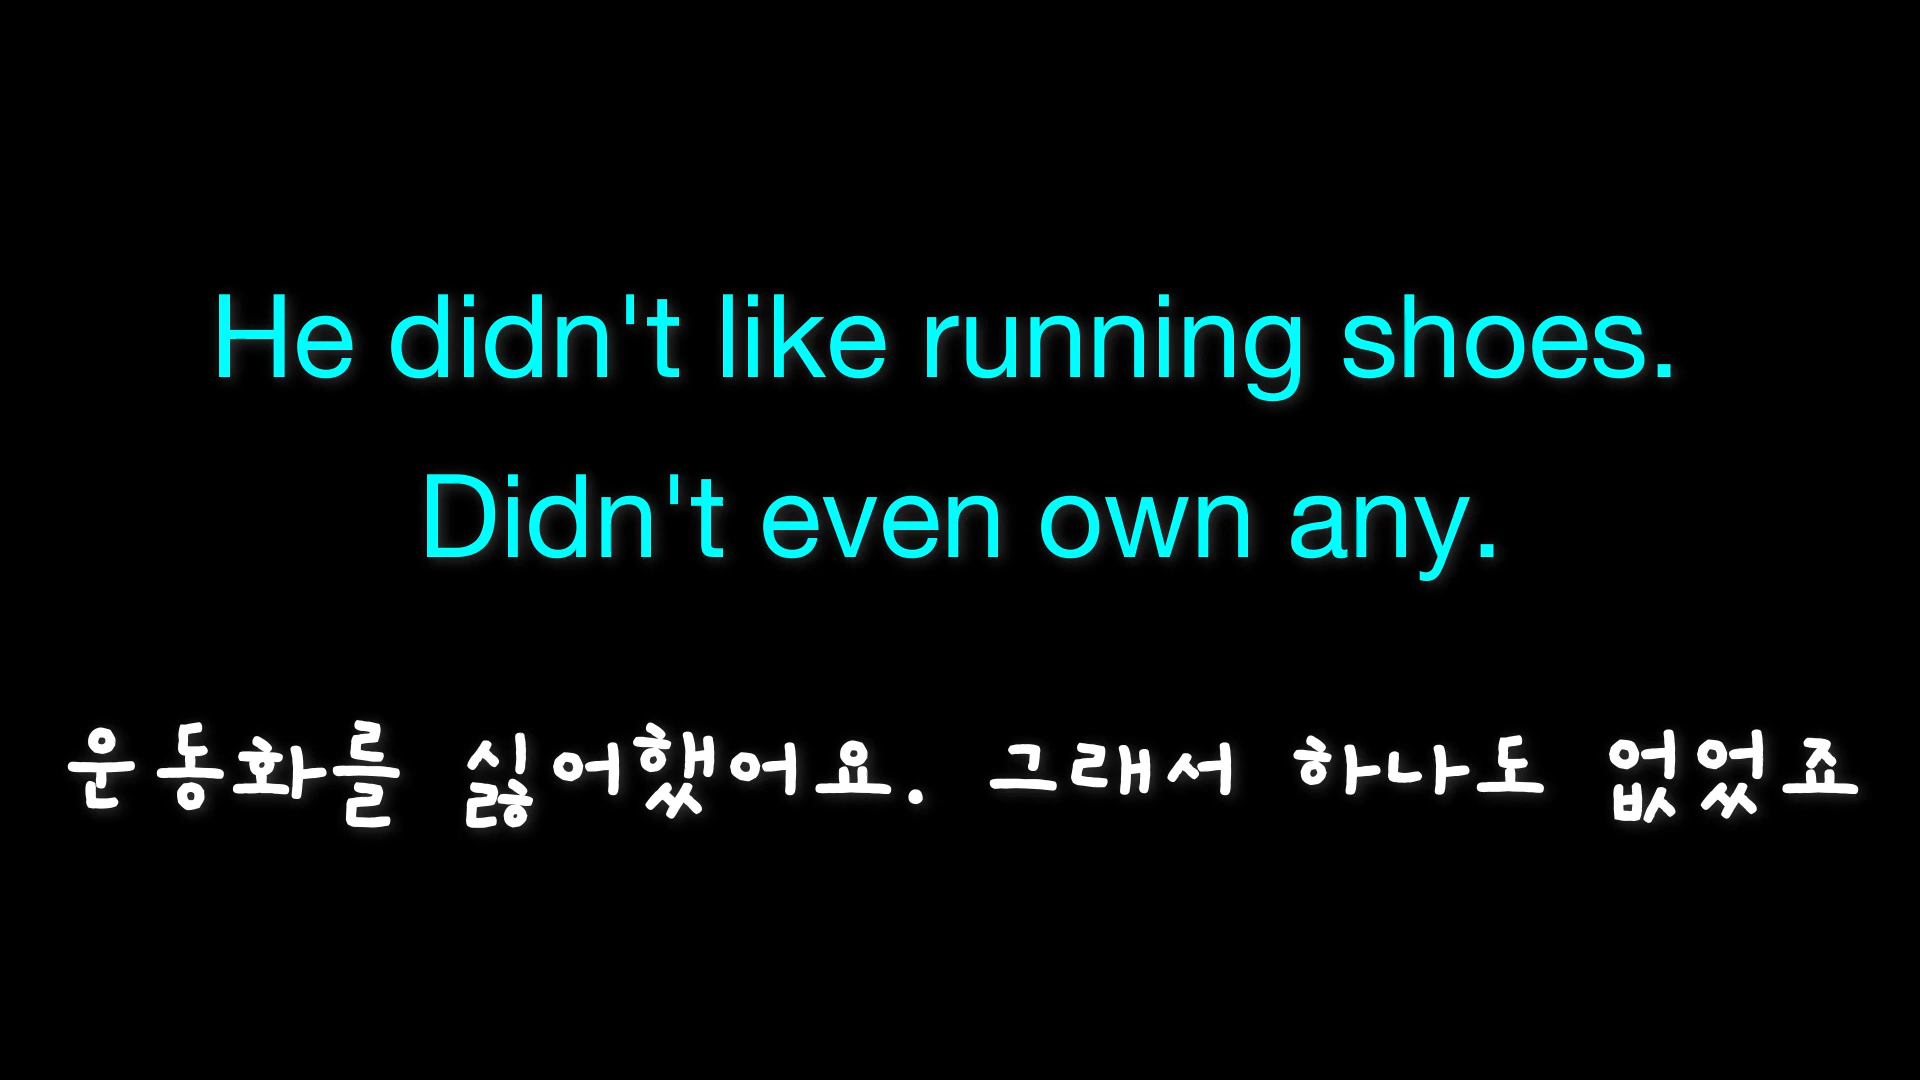 He didn't like running shoes.
Didn't even own any.
운동화를 싫어했어요. 그래서 하나도 없었죠